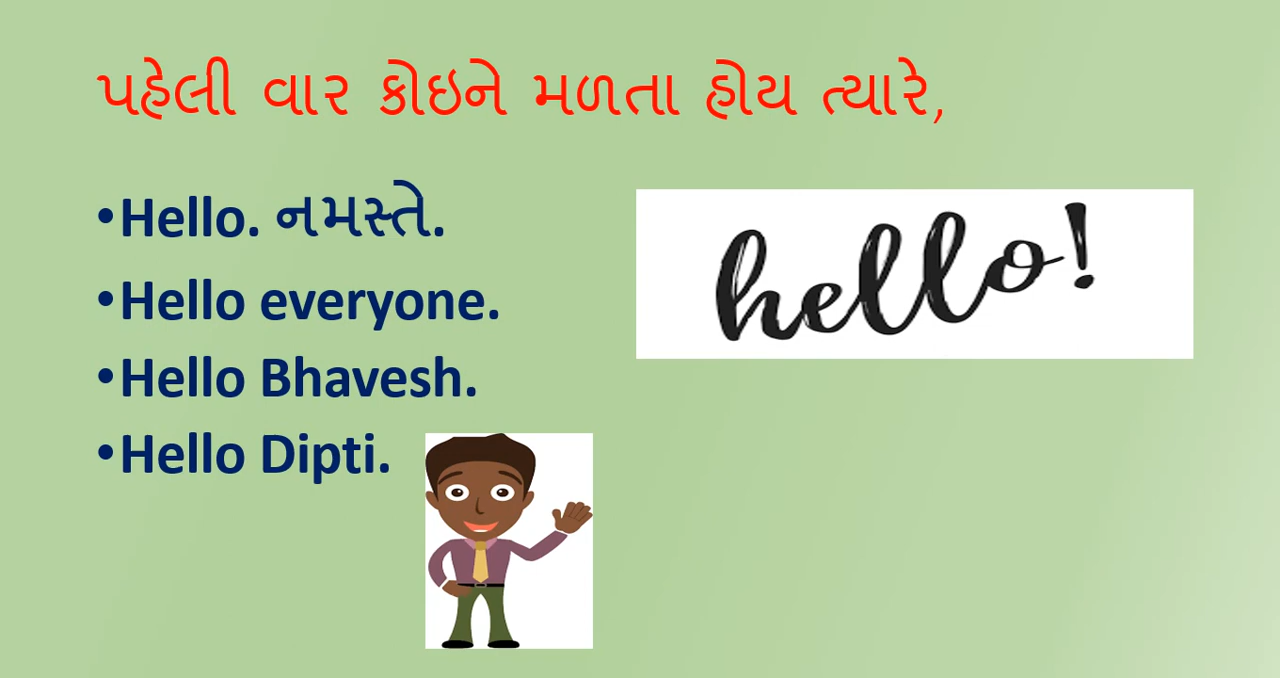 પહેલી વાર કોઇને મળતા હોય ત્યારે,
•Hello. નમસ્તે.
•Hello everyone.
•Hello Bhavesh.
•Hello Dipti.
hello!